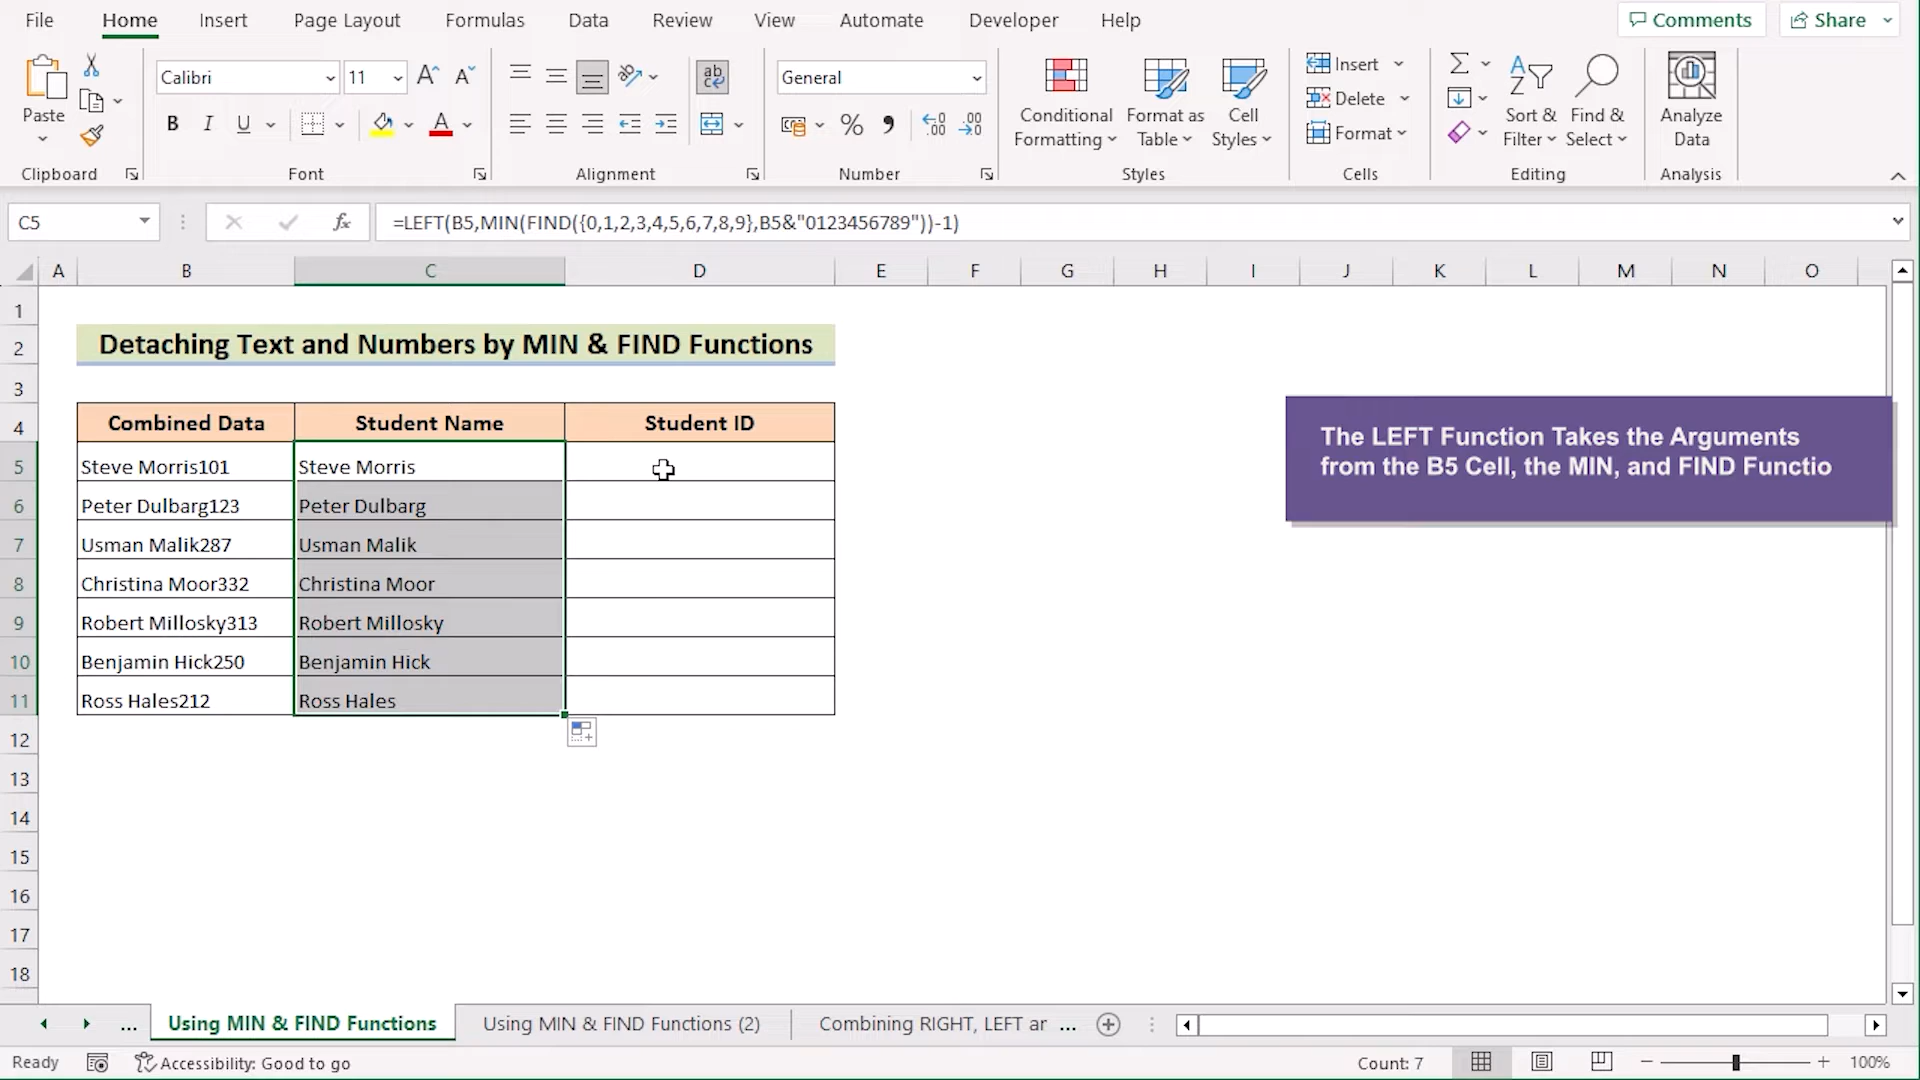 File Home Insert Page Layout Formulas Data Review View Automate Developer Help Comments Share
Paste
Clipboard
Calibri 11
B I U A
Font
ab
Alignment
General
% 9 .00 .00
Number
Conditional Formatting
Format as Table
Cell Styles
Styles
Insert
Delete
Format
Cells
Sort & Filter
Find & Select
Editing
Analyze Data
Analysis
C5 fx =LEFT(B5,MIN(FIND({0,1,2,3,4,5,6,7,8,9},B5&"0123456789"))-1)
A B C D E F G H I J K L M N O
1
2 Detaching Text and Numbers by MIN & FIND Functions
3
4 Combined Data Student Name Student ID
5 Steve Morris101 Steve Morris
6 Peter Dulbarg123 Peter Dulbarg
7 Usman Malik287 Usman Malik
8 Christina Moor332 Christina Moor
9 Robert Millosky313 Robert Millosky
10 Benjamin Hick250 Benjamin Hick
11 Ross Hales212 Ross Hales
12
13
14
15
16
17
18
The LEFT Function Takes the Arguments
from the B5 Cell, the MIN, and FIND Functio
... Using MIN & FIND Functions Using MIN & FIND Functions (2) Combining RIGHT, LEFT ar ...
Ready Accessibility: Good to go Count: 7 100%